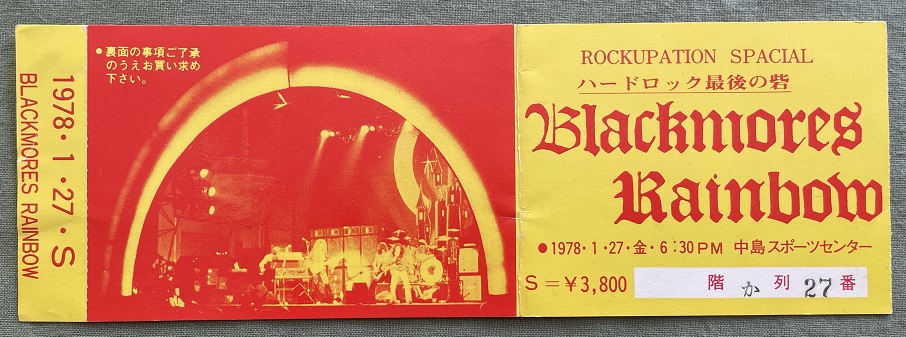 1978・1・27・S
BLACKMORES RAINBOW
●裏面の事項ご了承
のうえお買い求め
下さい。
ROCKUPATION SPACIAL
ハードロック最後の砦
Blackmores
Rainbow
●1978・1・27・金・6:30PM 中島スポーツセンター
S=¥3,800 階 か 列 27 番